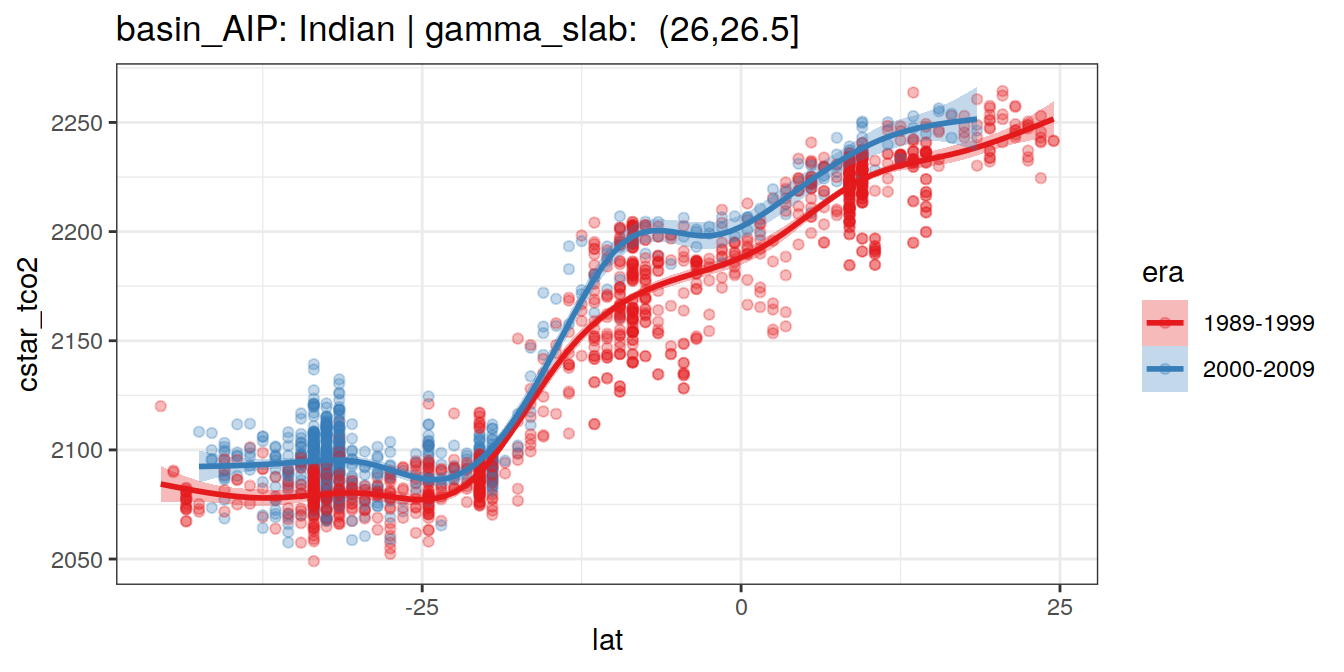 basin_AIP: Indian | gamma_slab:  (26,26.5]
cstar_tco2
2250
2200
2150
2100
2050
-25
0
25
lat
era
1989-1999
2000-2009